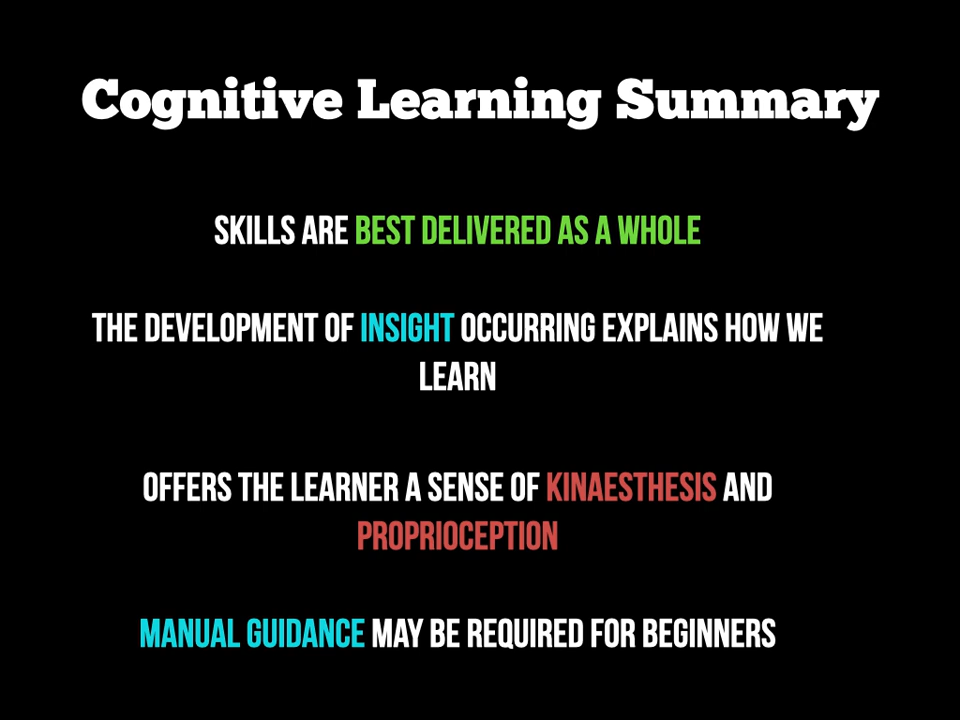 Cognitive Learning Summary
SKILLS ARE BEST DELIVERED AS A WHOLE
THE DEVELOPMENT OF INSIGHT OCCURRING EXPLAINS HOW WE
LEARN
OFFERS THE LEARNER A SENSE OF KINAESTHESIS AND
PROPRIOCEPTION
MANUAL GUIDANCE MAY BE REQUIRED FOR BEGINNERS